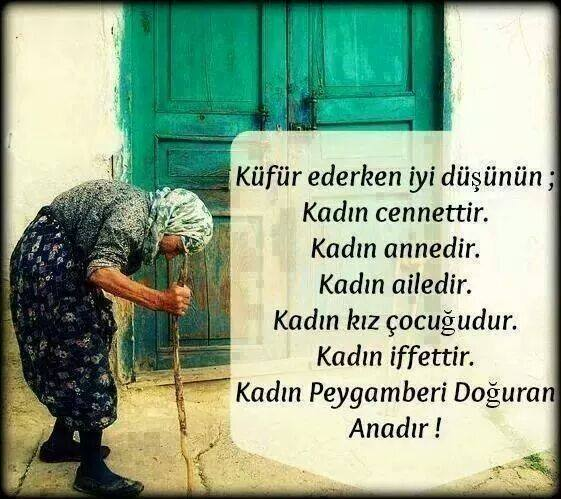 Küfür ederken iyi düşünün ;
Kadın cennettir.
Kadın annedir.
Kadın ailedir.
Kadın kız çocuğudur.
Kadın iffettir.
Kadın Peygamberi Doğuran
Anadır !